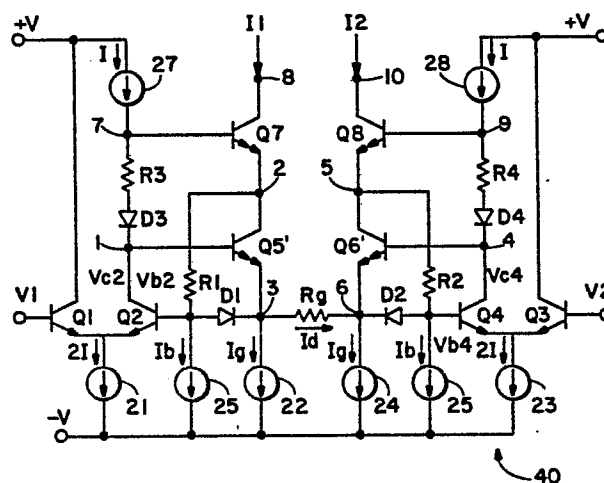 +V I1 I2 +V
I 27 8 10 28 I
7 Q7 Q8 9
R3 2 5 R4
D3 D4
1 Q5' Q6' 4
Vc2 Vb2 R1 D1 3 Rg 6 D2 R2 Vc4
V1 Q1 Q2 Id Q4 Q3 V2
2I Ib Ig Ig Ib Vb4 2I
21 25 22 24 25 23
-V
40